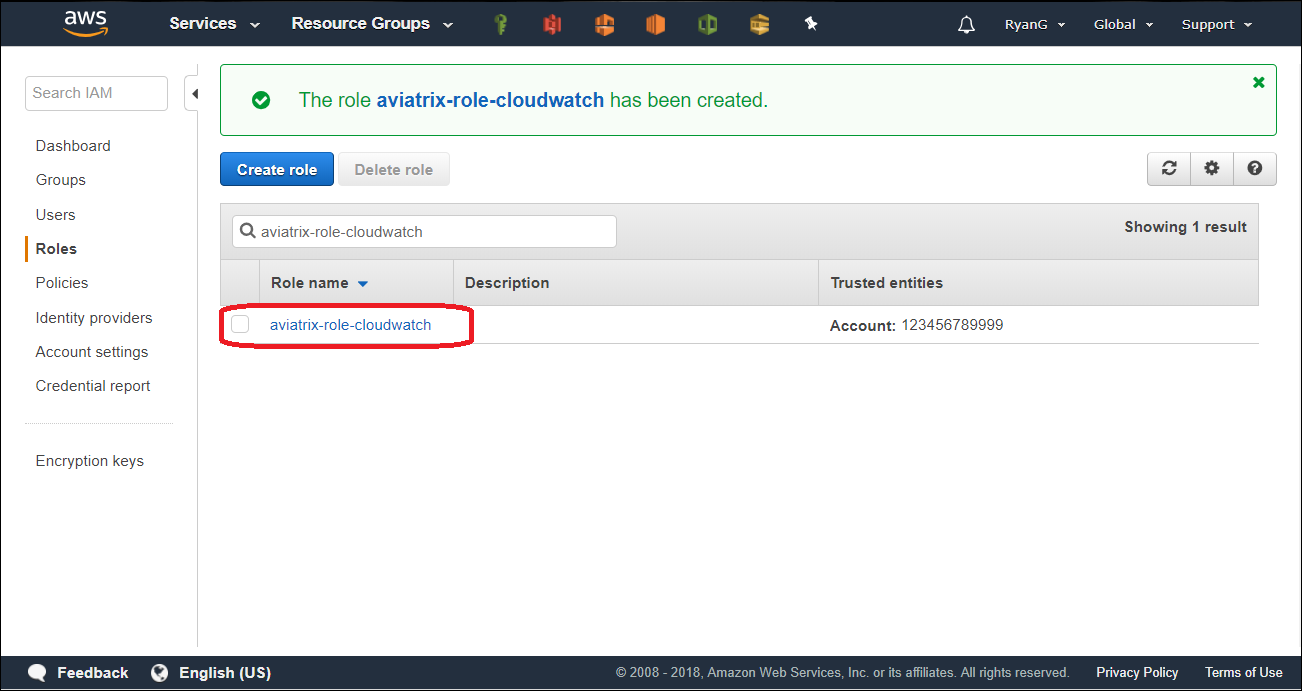 aws Services Resource Groups RyanG Global Support
Search IAM
The role aviatrix-role-cloudwatch has been created.
Dashboard
Groups
Users
Roles
Policies
Identity providers
Account settings
Credential report
Encryption keys
Create role Delete role
aviatrix-role-cloudwatch Showing 1 result
Role name Description Trusted entities
aviatrix-role-cloudwatch Account: 123456789999
Feedback English (US) © 2008 - 2018, Amazon Web Services, Inc. or its affiliates. All rights reserved. Privacy Policy Terms of Use